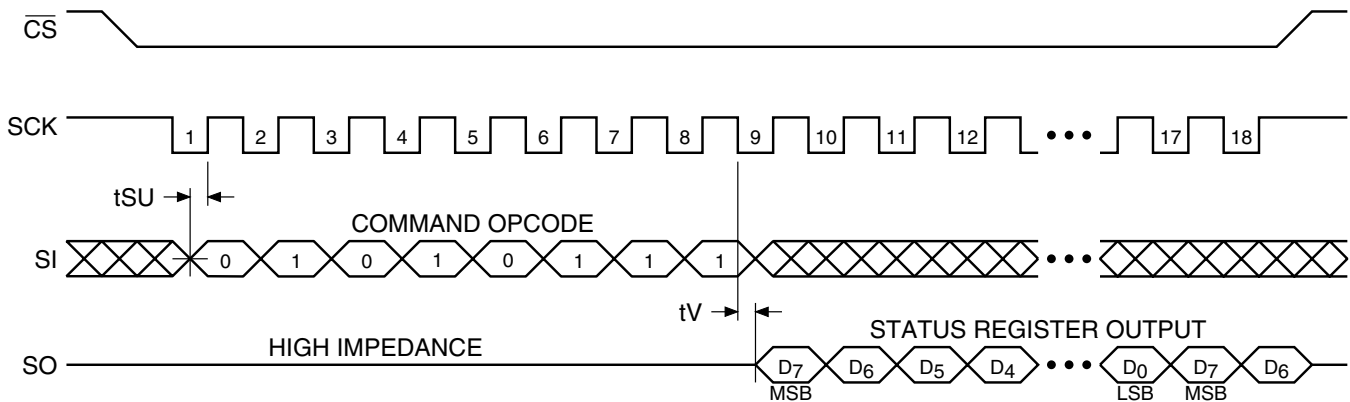 CS
SCK 1 2 3 4 5 6 7 8 9 10 11 12 17 18
tSU
COMMAND OPCODE
SI 0 1 0 1 0 1 1 1
tV
HIGH IMPEDANCE
STATUS REGISTER OUTPUT
SO D7 D6 D5 D4 D0 D7 D6
MSB LSB MSB